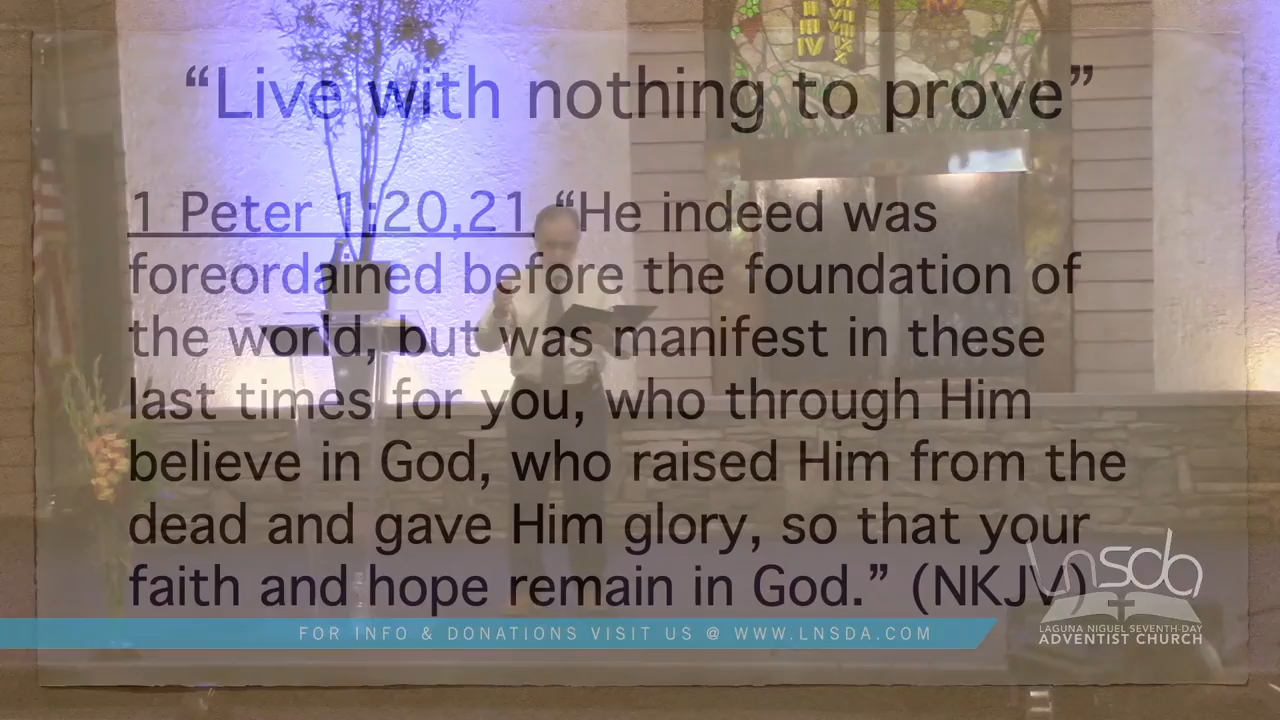 IIII
IV
VIII
X
“Live with nothing to prove”
1 Peter 1:20,21 “He indeed was
foreordained before the foundation of
the world, but was manifest in these
last times for you, who through Him
believe in God, who raised Him from the
dead and gave Him glory, so that your
faith and hope remain in God.” (NKJV)
Lnsda
FOR INFO & DONATIONS VISIT US @ WWW.LNSDA.COM
LAGUNA NIGUEL SEVENTH-DAY
ADVENTIST CHURCH